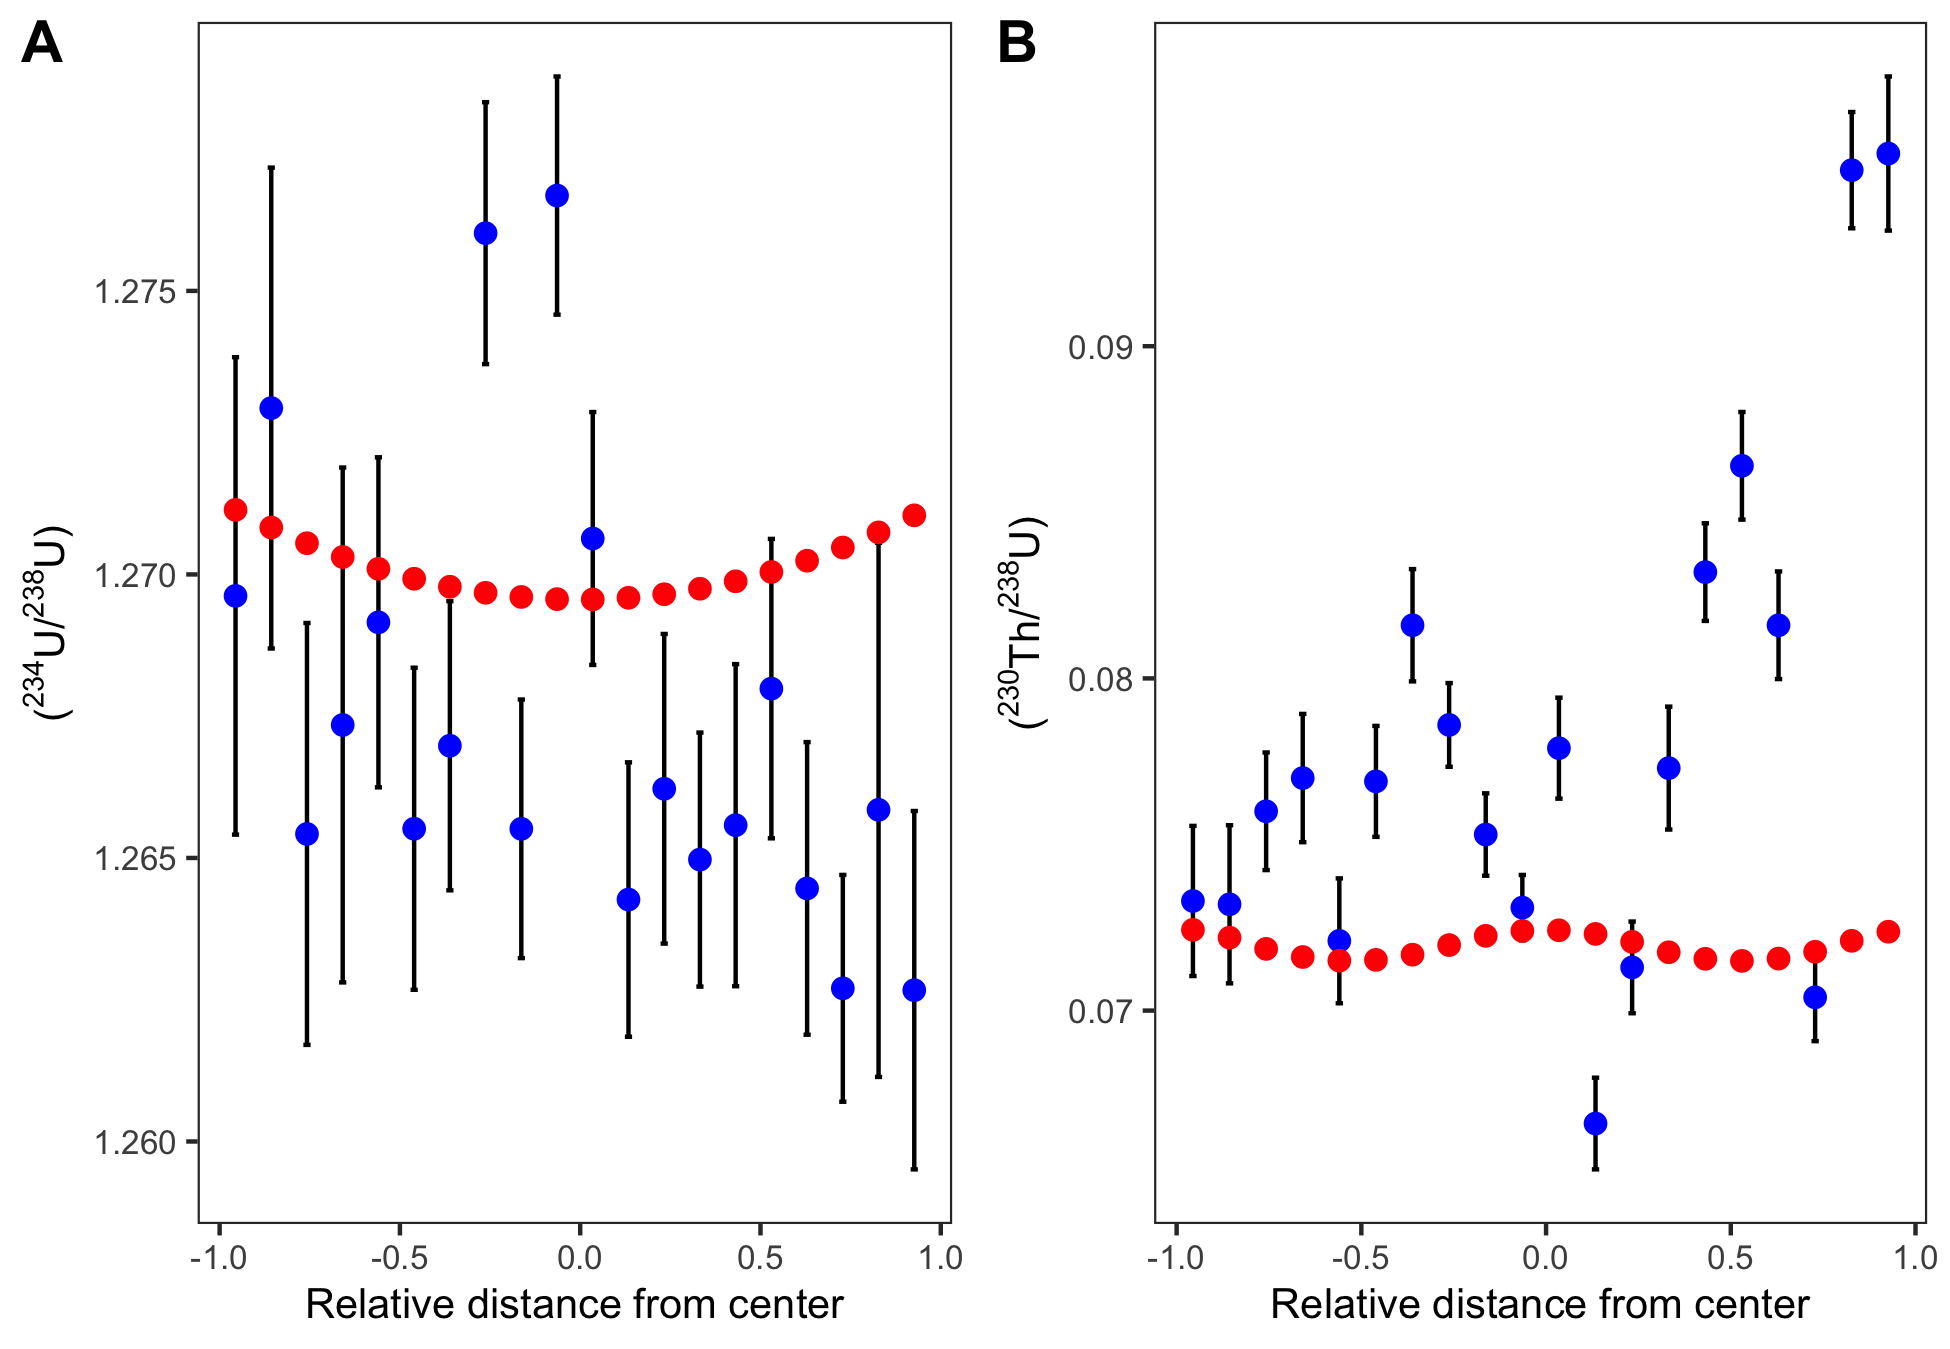 A
B
(²³⁴U/²³⁸U)
1.275
1.270
1.265
1.260
-1.0
-0.5
0.0
0.5
1.0
Relative distance from center
(²³⁰Th/²³⁸U)
0.09
0.08
0.07
-1.0
-0.5
0.0
0.5
1.0
Relative distance from center